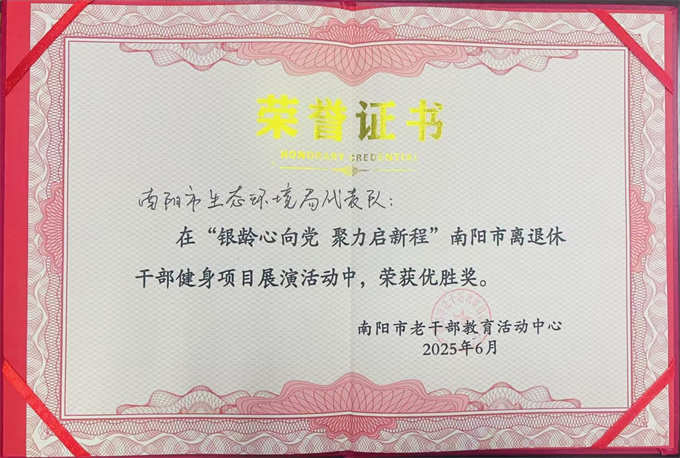 荣誉证书
HONORARY CREDENTIAL
南阳市生态环境局代表队:
在“银龄心向党 聚力启新程”南阳市离退休
干部健身项目展演活动中,荣获优胜奖。
南阳市老干部教育活动中心
2025年6月